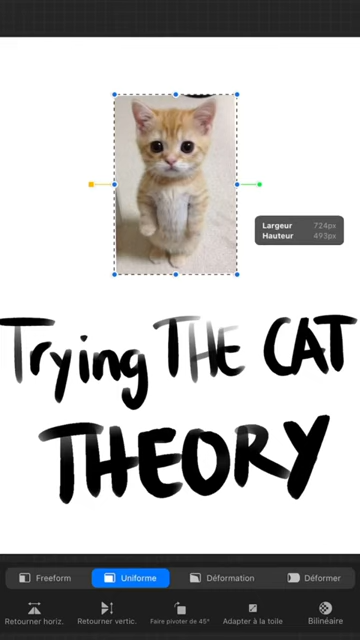 Largeur 724px
Hauteur 493px
Trying THE CAT
THEORY
Freeform Uniforme Déformation Déformer
Retourner horiz. Retourner vertic. Faire pivoter de 45° Adapter à la toile Bilinéaire